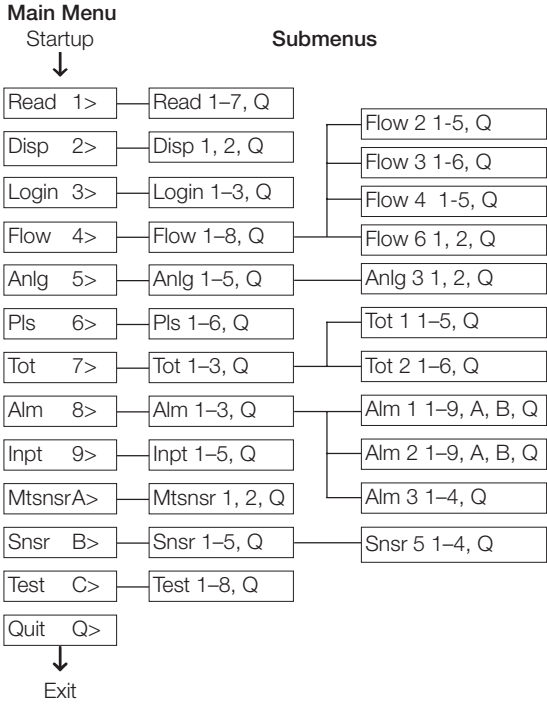 Main Menu
Startup
Submenus
Read 1>
Read 1–7, Q
Disp 2>
Disp 1, 2, Q
Login 3>
Login 1–3, Q
Flow 4>
Flow 1–8, Q
Flow 2 1-5, Q
Flow 3 1-6, Q
Flow 4 1-5, Q
Flow 6 1, 2, Q
Anlg 5>
Anlg 1–5, Q
Anlg 3 1, 2, Q
Pls 6>
Pls 1–6, Q
Tot 7>
Tot 1–3, Q
Tot 1 1–5, Q
Tot 2 1–6, Q
Alm 8>
Alm 1–3, Q
Alm 1 1–9, A, B, Q
Alm 2 1–9, A, B, Q
Alm 3 1–4, Q
Inpt 9>
Inpt 1–5, Q
MtsnsrA>
Mtsnsr 1, 2, Q
Snsr B>
Snsr 1–5, Q
Snsr 5 1–4, Q
Test C>
Test 1–8, Q
Quit Q>
Exit